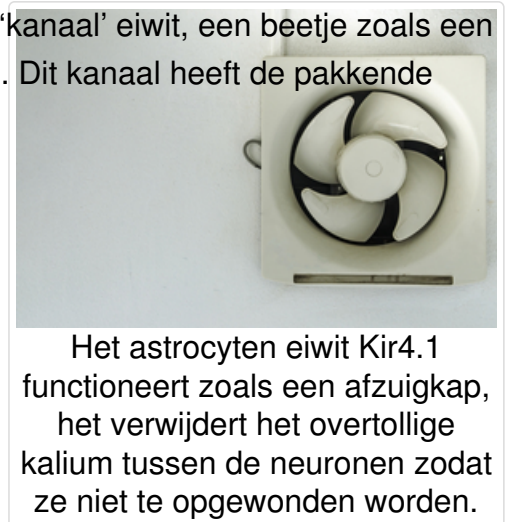 ‘kanaal’ eiwit, een beetje zoals een
. Dit kanaal heeft de pakkende
Het astrocyten eiwit Kir4.1
functioneert zoals een afzuigkap,
het verwijdert het overtollige
kalium tussen de neuronen zodat
ze niet te opgewonden worden.